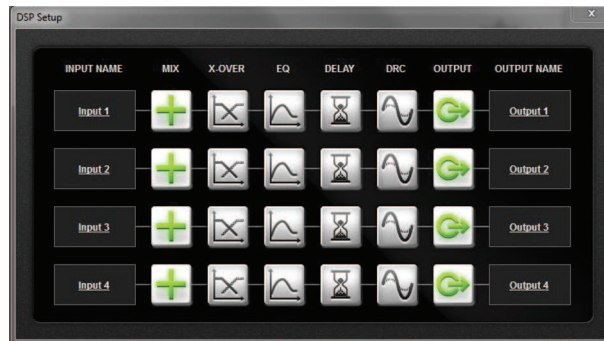 DSP Setup
x
INPUT NAME MIX X-OVER EQ DELAY DRC OUTPUT OUTPUT NAME
Input 1 Output 1
Input 2 Output 2
Input 3 Output 3
Input 4 Output 4